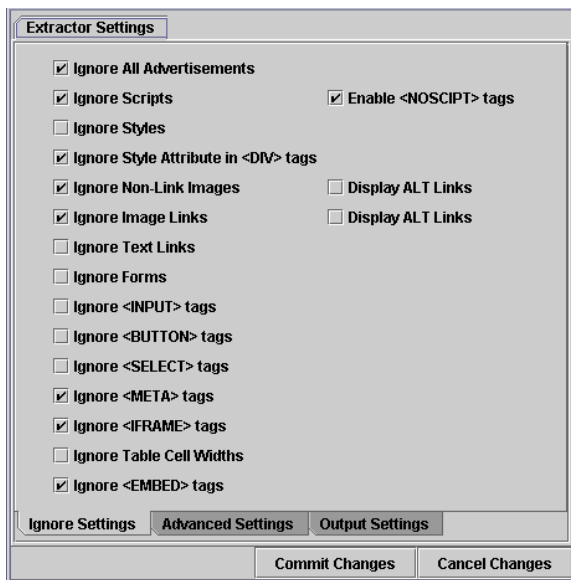 Extractor Settings
Ignore All Advertisements
Ignore Scripts Enable <NOSCIPT> tags
Ignore Styles
Ignore Style Attribute in <DIV> tags
Ignore Non-Link Images Display ALT Links
Ignore Image Links Display ALT Links
Ignore Text Links
Ignore Forms
Ignore <INPUT> tags
Ignore <BUTTON> tags
Ignore <SELECT> tags
Ignore <META> tags
Ignore <IFRAME> tags
Ignore Table Cell Widths
Ignore <EMBED> tags
Ignore Settings Advanced Settings Output Settings
Commit Changes Cancel Changes